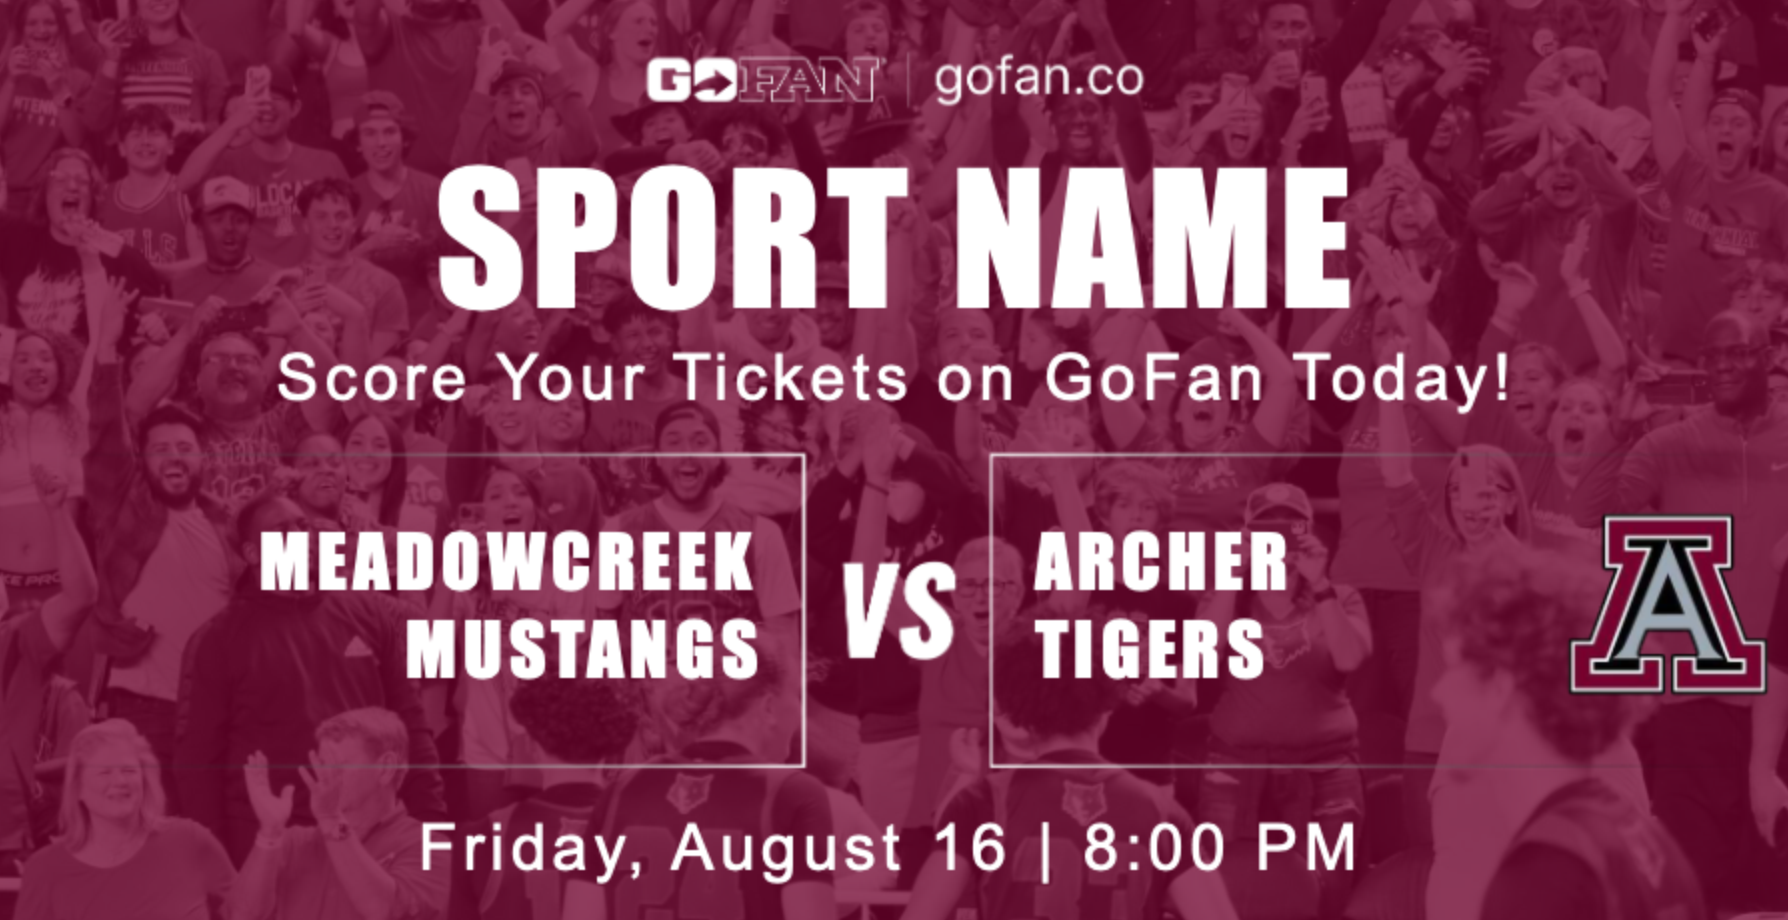 GOFAN | gofan.co
SPORT NAME
Score Your Tickets on GoFan Today!
MEADOWCREEK
MUSTANGS
VS
ARCHER
TIGERS
A
Friday, August 16 | 8:00 PM